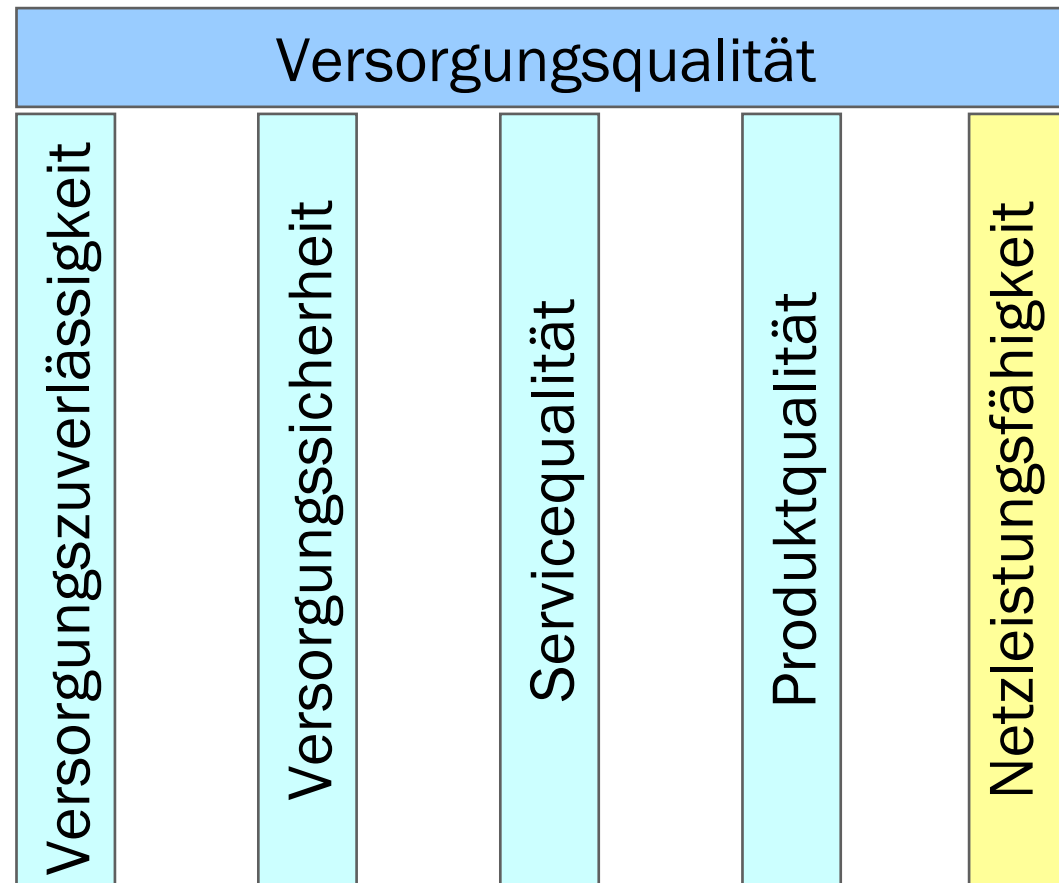 Versorgungsqualität
Versorgungszuverlässigkeit
Versorgungssicherheit
Servicequalität
Produktqualität
Netzleistungsfähigkeit